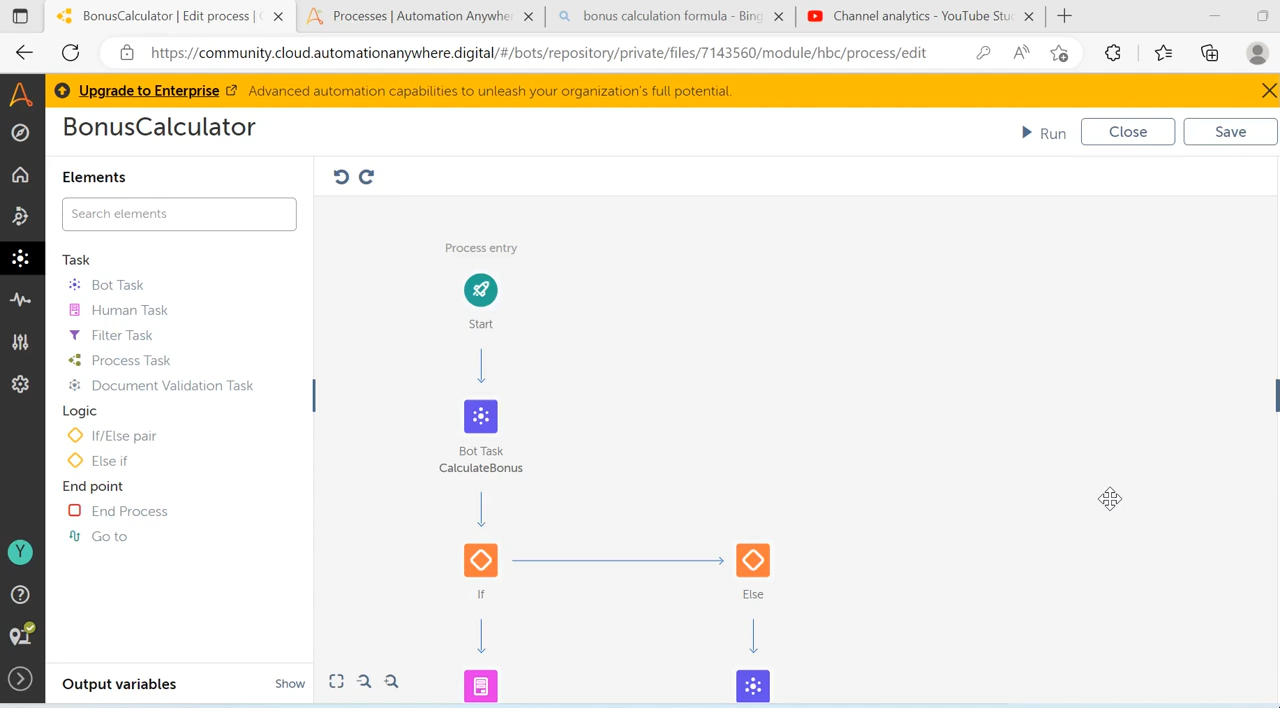 BonusCalculator | Edit process |
Processes | Automation Anywher
bonus calculation formula - Bing
Channel analytics - YouTube Stu
https://community.cloud.automationanywhere.digital/#/bots/repository/private/files/7143560/module/hbc/process/edit
Upgrade to Enterprise
Advanced automation capabilities to unleash your organization's full potential.
BonusCalculator
Run
Close
Save
Elements
Search elements
Task
Bot Task
Human Task
Filter Task
Process Task
Document Validation Task
Logic
If/Else pair
Else if
End point
End Process
Go to
Output variables
Show
Process entry
Start
Bot Task
CalculateBonus
If
Else
Y